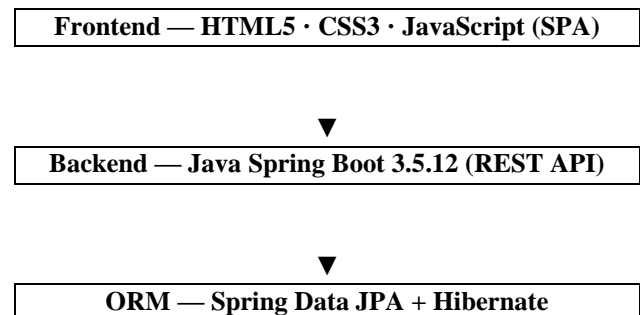 Frontend — HTML5 · CSS3 · JavaScript (SPA)
▼
Backend — Java Spring Boot 3.5.12 (REST API)
▼
ORM — Spring Data JPA + Hibernate